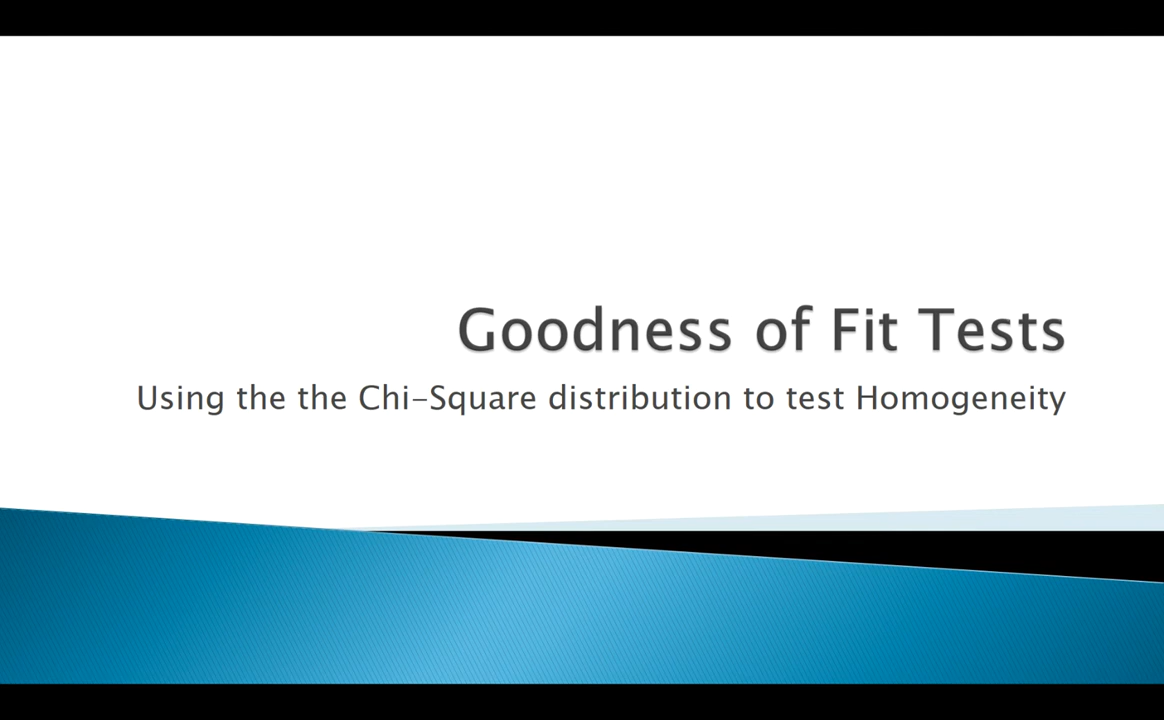 Goodness of Fit Tests
Using the the Chi-Square distribution to test Homogeneity